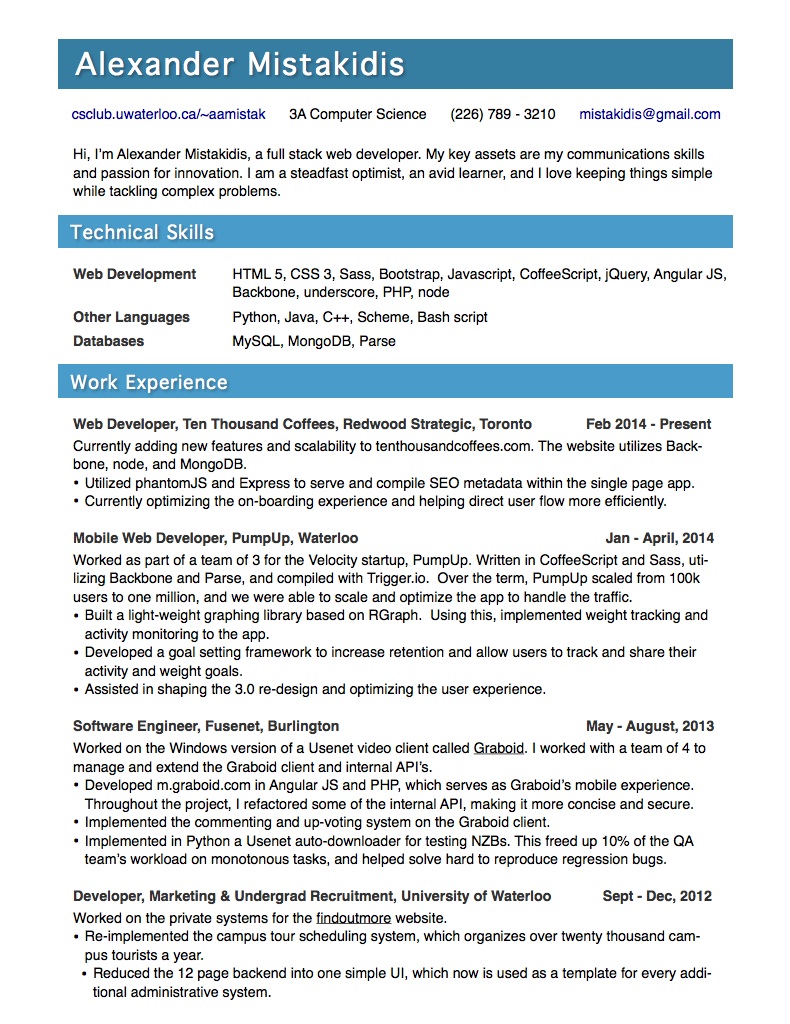 Alexander Mistakidis
csclub.uwaterloo.ca/~aamistak 3A Computer Science (226) 789 - 3210 mistakidis@gmail.com
Hi, I'm Alexander Mistakidis, a full stack web developer. My key assets are my communications skills
and passion for innovation. I am a steadfast optimist, an avid learner, and I love keeping things simple
while tackling complex problems.
Technical Skills
Web Development HTML 5, CSS 3, Sass, Bootstrap, Javascript, CoffeeScript, jQuery, Angular JS,
Backbone, underscore, PHP, node
Other Languages Python, Java, C++, Scheme, Bash script
Databases MySQL, MongoDB, Parse
Work Experience
Web Developer, Ten Thousand Coffees, Redwood Strategic, Toronto Feb 2014 - Present
Currently adding new features and scalability to tenthousandcoffees.com. The website utilizes Back-
bone, node, and MongoDB.
• Utilized phantomJS and Express to serve and compile SEO metadata within the single page app.
• Currently optimizing the on-boarding experience and helping direct user flow more efficiently.
Mobile Web Developer, PumpUp, Waterloo Jan - April, 2014
Worked as part of a team of 3 for the Velocity startup, PumpUp. Written in CoffeeScript and Sass, uti-
lizing Backbone and Parse, and compiled with Trigger.io. Over the term, PumpUp scaled from 100k
users to one million, and we were able to scale and optimize the app to handle the traffic.
• Built a light-weight graphing library based on RGraph. Using this, implemented weight tracking and
activity monitoring to the app.
• Developed a goal setting framework to increase retention and allow users to track and share their
activity and weight goals.
• Assisted in shaping the 3.0 re-design and optimizing the user experience.
Software Engineer, Fusenet, Burlington May - August, 2013
Worked on the Windows version of a Usenet video client called Graboid. I worked with a team of 4 to
manage and extend the Graboid client and internal API's.
• Developed m.graboid.com in Angular JS and PHP, which serves as Graboid's mobile experience.
Throughout the project, I refactored some of the internal API, making it more concise and secure.
• Implemented the commenting and up-voting system on the Graboid client.
• Implemented in Python a Usenet auto-downloader for testing NZBs. This freed up 10% of the QA
team's workload on monotonous tasks, and helped solve hard to reproduce regression bugs.
Developer, Marketing & Undergrad Recruitment, University of Waterloo Sept - Dec, 2012
Worked on the private systems for the findoutmore website.
• Re-implemented the campus tour scheduling system, which organizes over twenty thousand cam-
pus tourists a year.
• Reduced the 12 page backend into one simple UI, which now is used as a template for every addi-
tional administrative system.